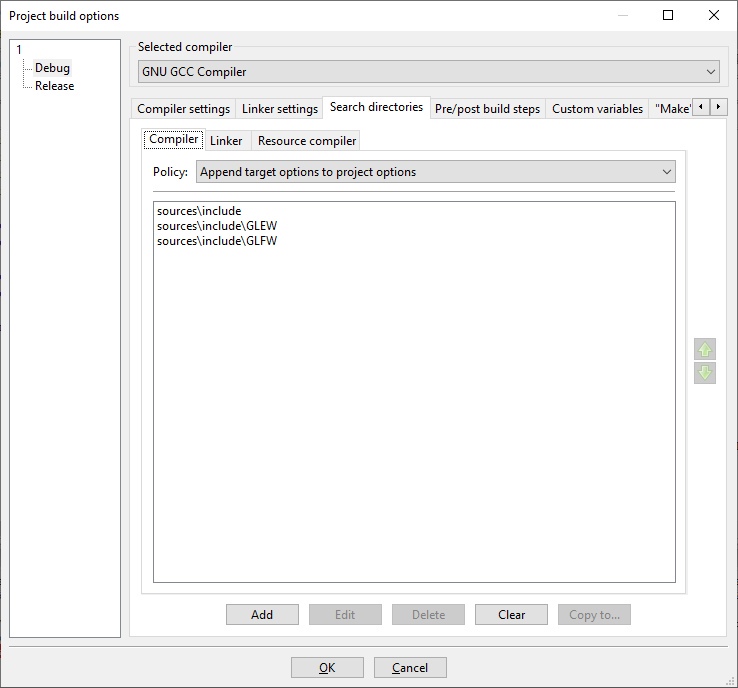 Project build options
1
Debug
Release
Selected compiler
GNU GCC Compiler
Compiler settings Linker settings Search directories Pre/post build steps Custom variables "Make'
Compiler Linker Resource compiler
Policy: Append target options to project options
sources\include
sources\include\GLEW
sources\include\GLFW
Add Edit Delete Clear Copy to...
OK Cancel